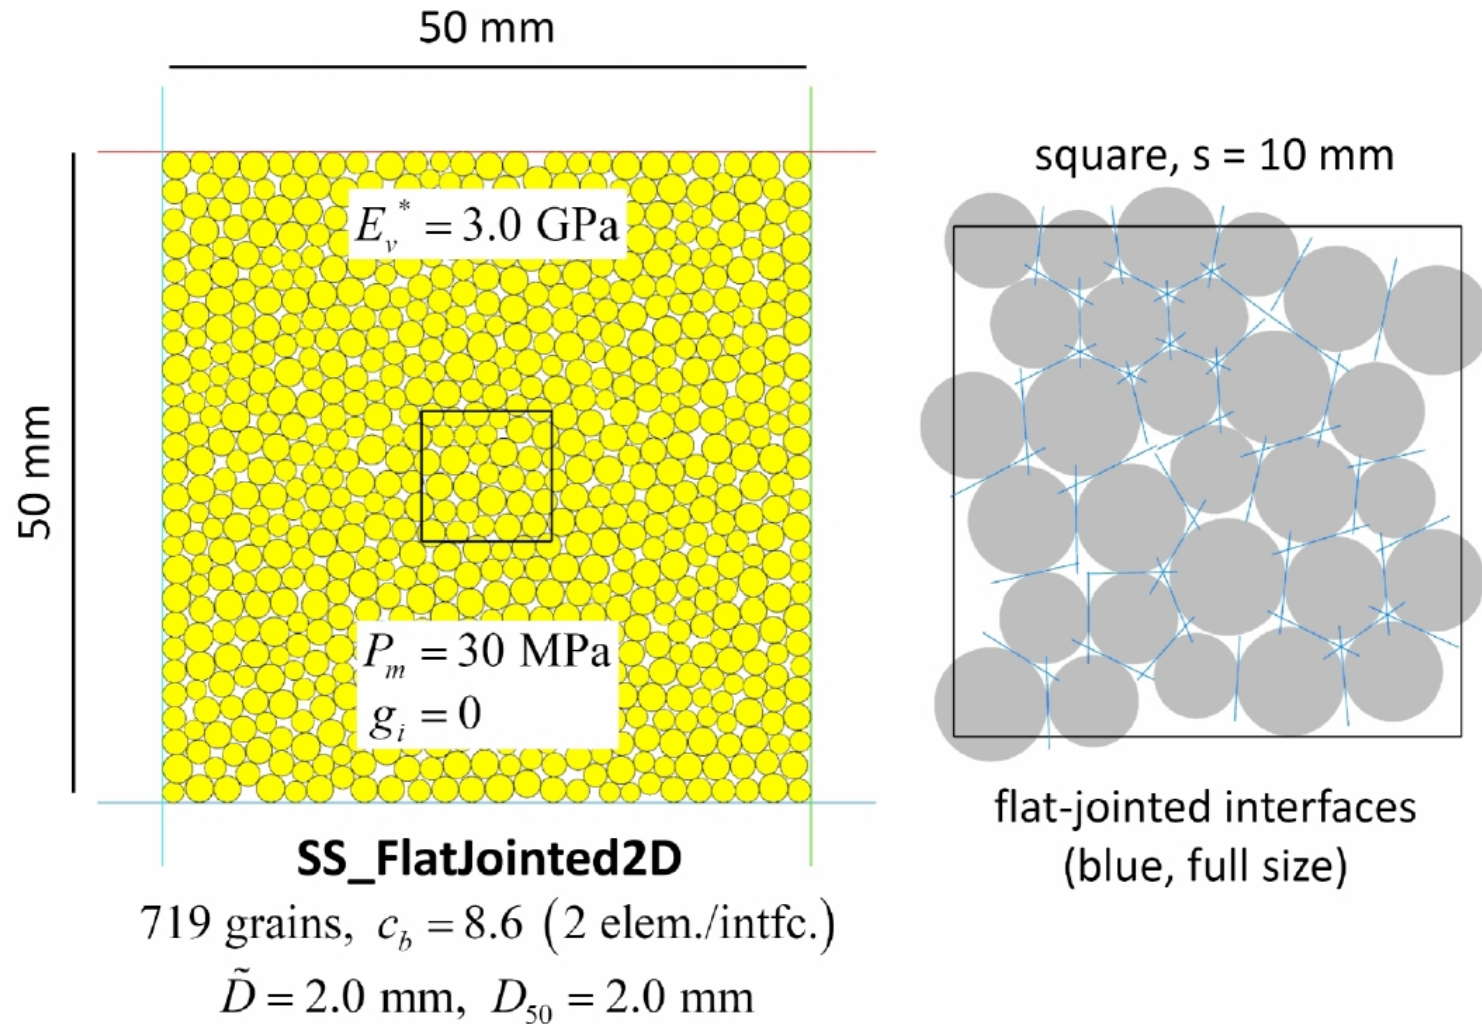 50 mm
50 mm
E_v^* = 3.0 GPa
P_m = 30 MPa
g_i = 0
SS_FlatJointed2D
719 grains, c_b = 8.6 (2 elem./intfc.)
D̃ = 2.0 mm, D_50 = 2.0 mm
square, s = 10 mm
flat-jointed interfaces
(blue, full size)